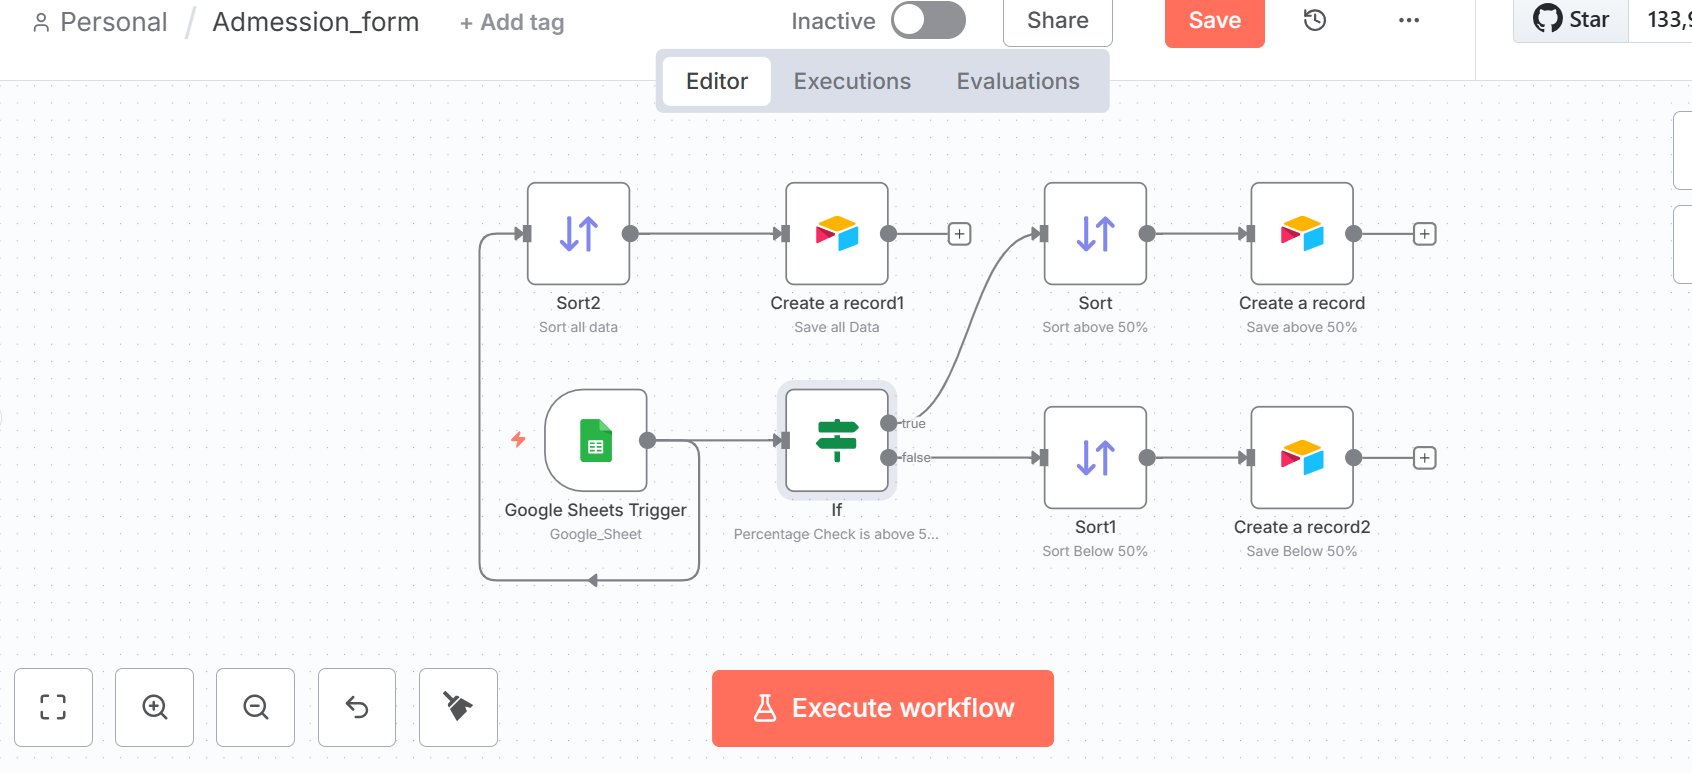 Personal / Admession_form + Add tag Inactive Share Save Star 133,9
Editor Executions Evaluations
Sort2 Create a record1 Sort Create a record
Sort all data Save all Data Sort above 50% Save above 50%
true
false
Google Sheets Trigger If
Google_Sheet Percentage Check is above 5...
Sort1 Create a record2
Sort Below 50% Save Below 50%
Execute workflow